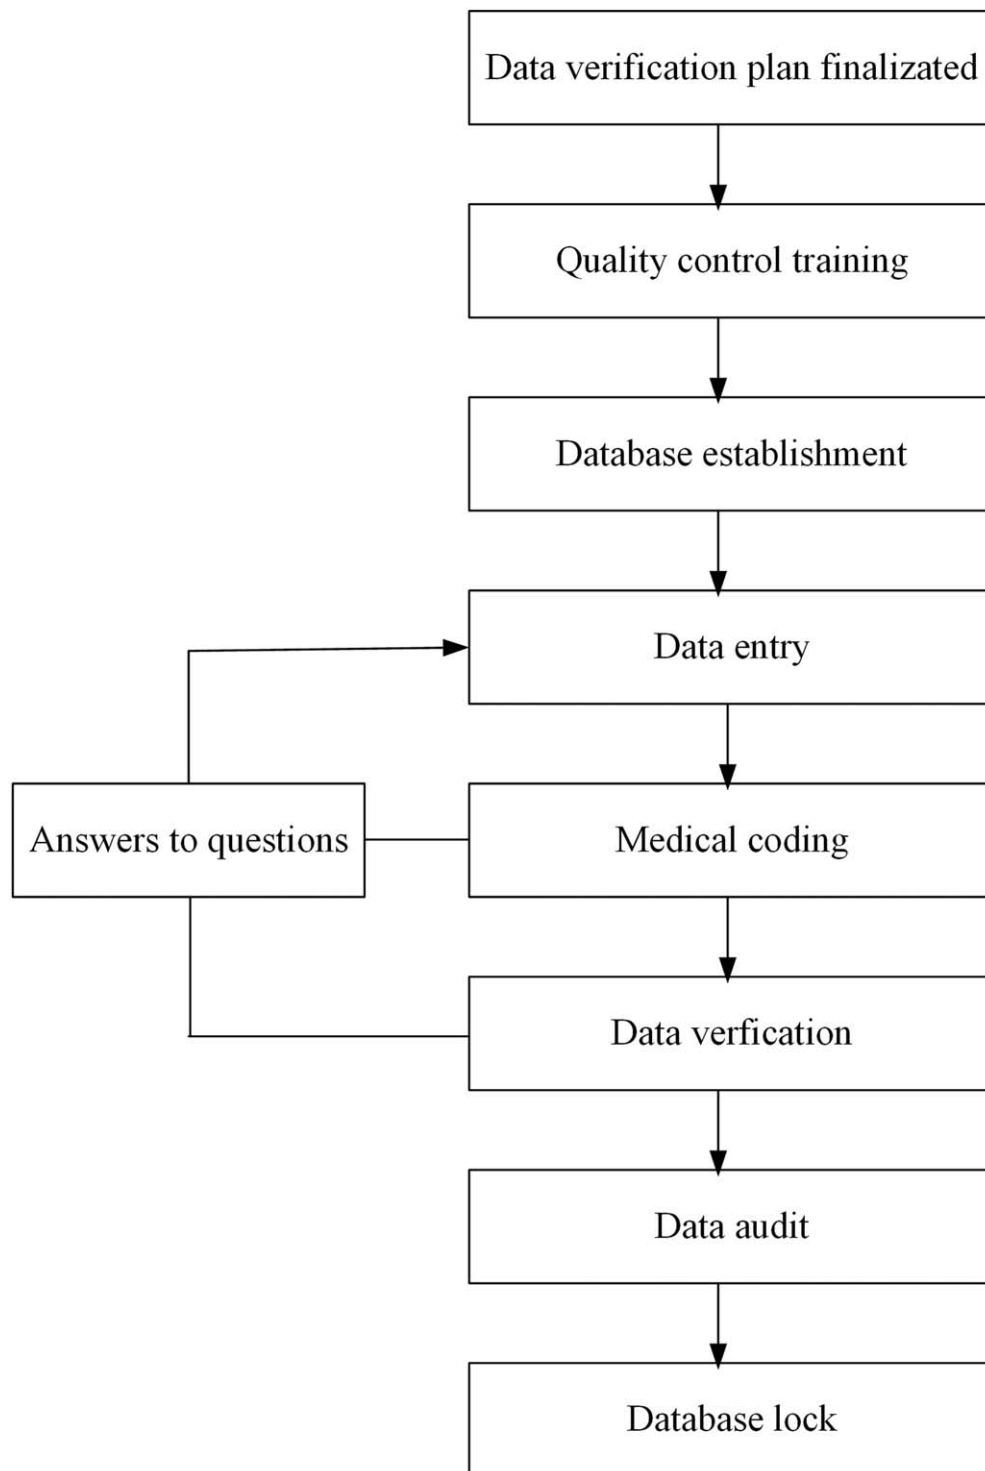 Data verification plan finalizated
Quality control training
Database establishment
Data entry
Answers to questions
Medical coding
Data verfication
Data audit
Database lock